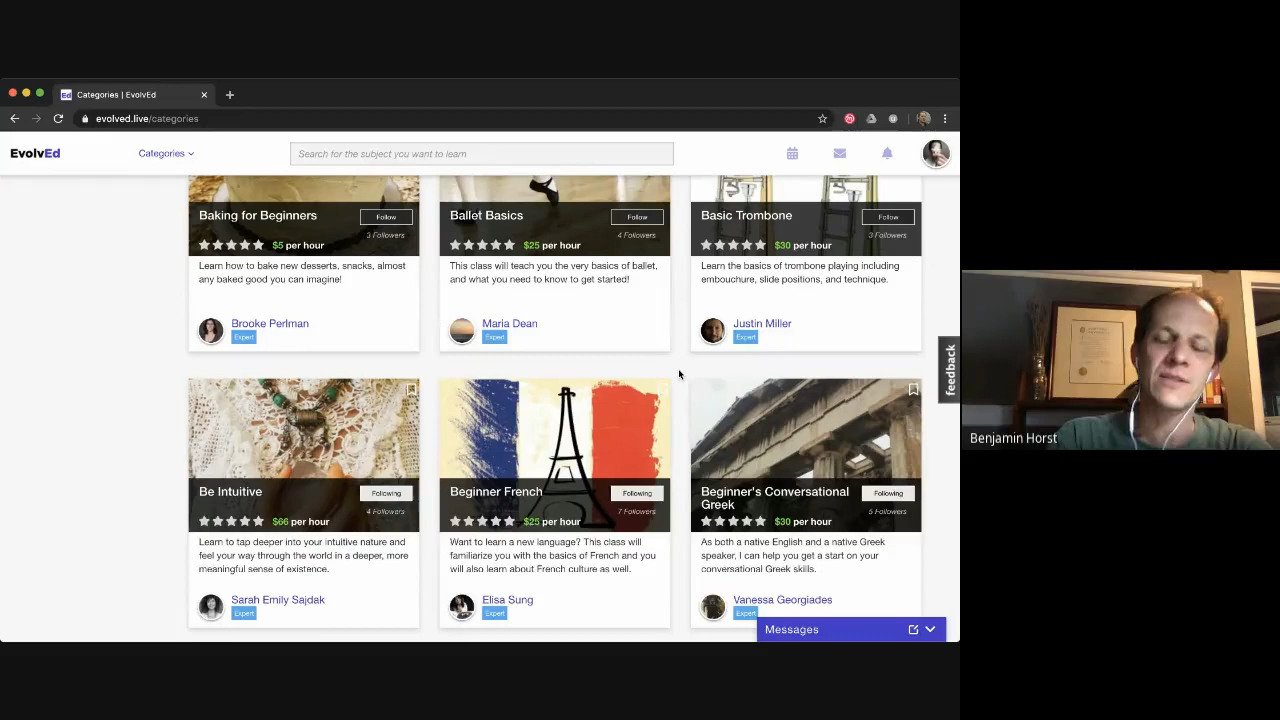 Categories | EvolvEd
evolved.live/categories
EvolvEd
Categories
Search for the subject you want to learn
Baking for Beginners
Follow
3 Followers
$5 per hour
Learn how to bake new desserts, snacks, almost
any baked good you can imagine!
Brooke Perlman
Expert
Ballet Basics
Follow
4 Followers
$25 per hour
This class will teach you the very basics of ballet,
and what you need to know to get started!
Maria Dean
Expert
Basic Trombone
Follow
3 Followers
$30 per hour
Learn the basics of trombone playing including
embouchure, slide positions, and technique.
Justin Miller
Expert
feedback
Be Intuitive
Following
4 Followers
$66 per hour
Learn to tap deeper into your intuitive nature and
feel your way through the world in a deeper, more
meaningful sense of existence.
Sarah Emily Sajdak
Expert
Beginner French
Following
7 Followers
$25 per hour
Want to learn a new language? This class will
familiarize you with the basics of French and you
will also learn about French culture as well.
Elisa Sung
Expert
Beginner's Conversational
Greek
Following
5 Followers
$30 per hour
As both a native English and a native Greek
speaker, I can help you get a start on your
conversational Greek skills.
Vanessa Georgiades
Expert
Messages
Benjamin Horst